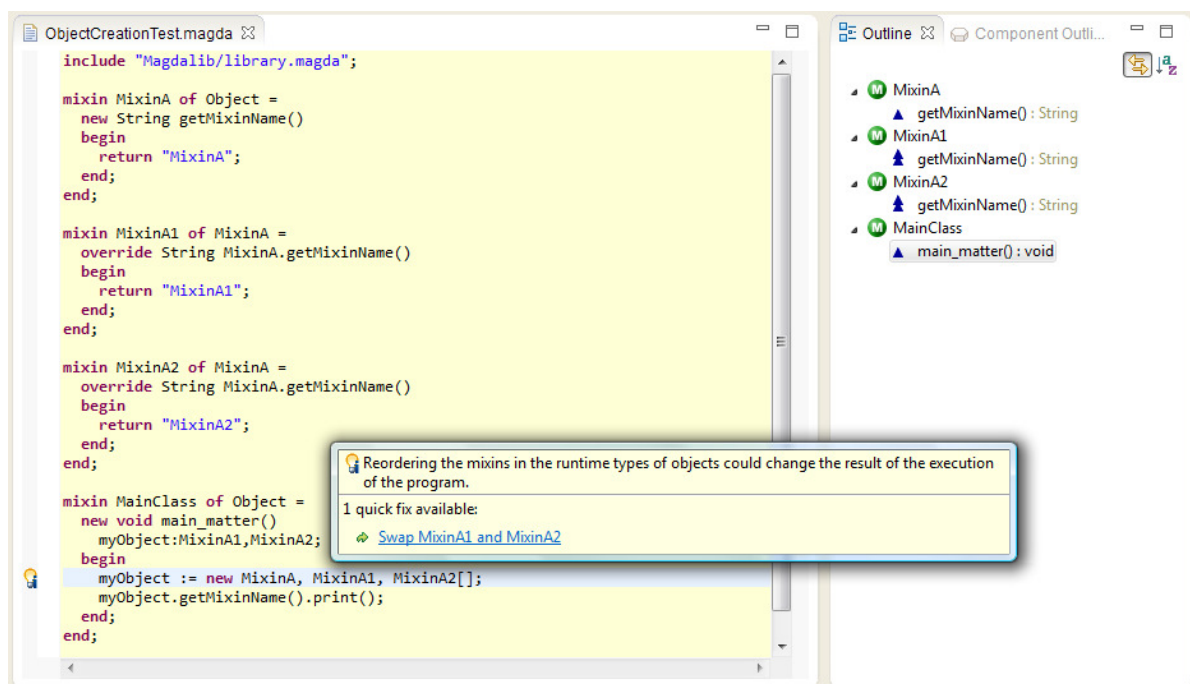 ObjectCreationTest.magda
include "Magdalib/library.magda";
mixin MixinA of Object =
new String getMixinName()
begin
return "MixinA";
end;
end;
mixin MixinA1 of MixinA =
override String MixinA.getMixinName()
begin
return "MixinA1";
end;
end;
mixin MixinA2 of MixinA =
override String MixinA.getMixinName()
begin
return "MixinA2";
end;
end;
mixin MainClass of Object =
new void main_matter()
myObject:MixinA1,MixinA2;
begin
myObject := new MixinA, MixinA1, MixinA2[];
myObject.getMixinName().print();
end;
end;
Reordering the mixins in the runtime types of objects could change the result of the execution
of the program.
1 quick fix available:
Swap MixinA1 and MixinA2
Outline Component Outli...
a
z
M MixinA
getMixinName() : String
M MixinA1
getMixinName() : String
M MixinA2
getMixinName() : String
M MainClass
main_matter() : void